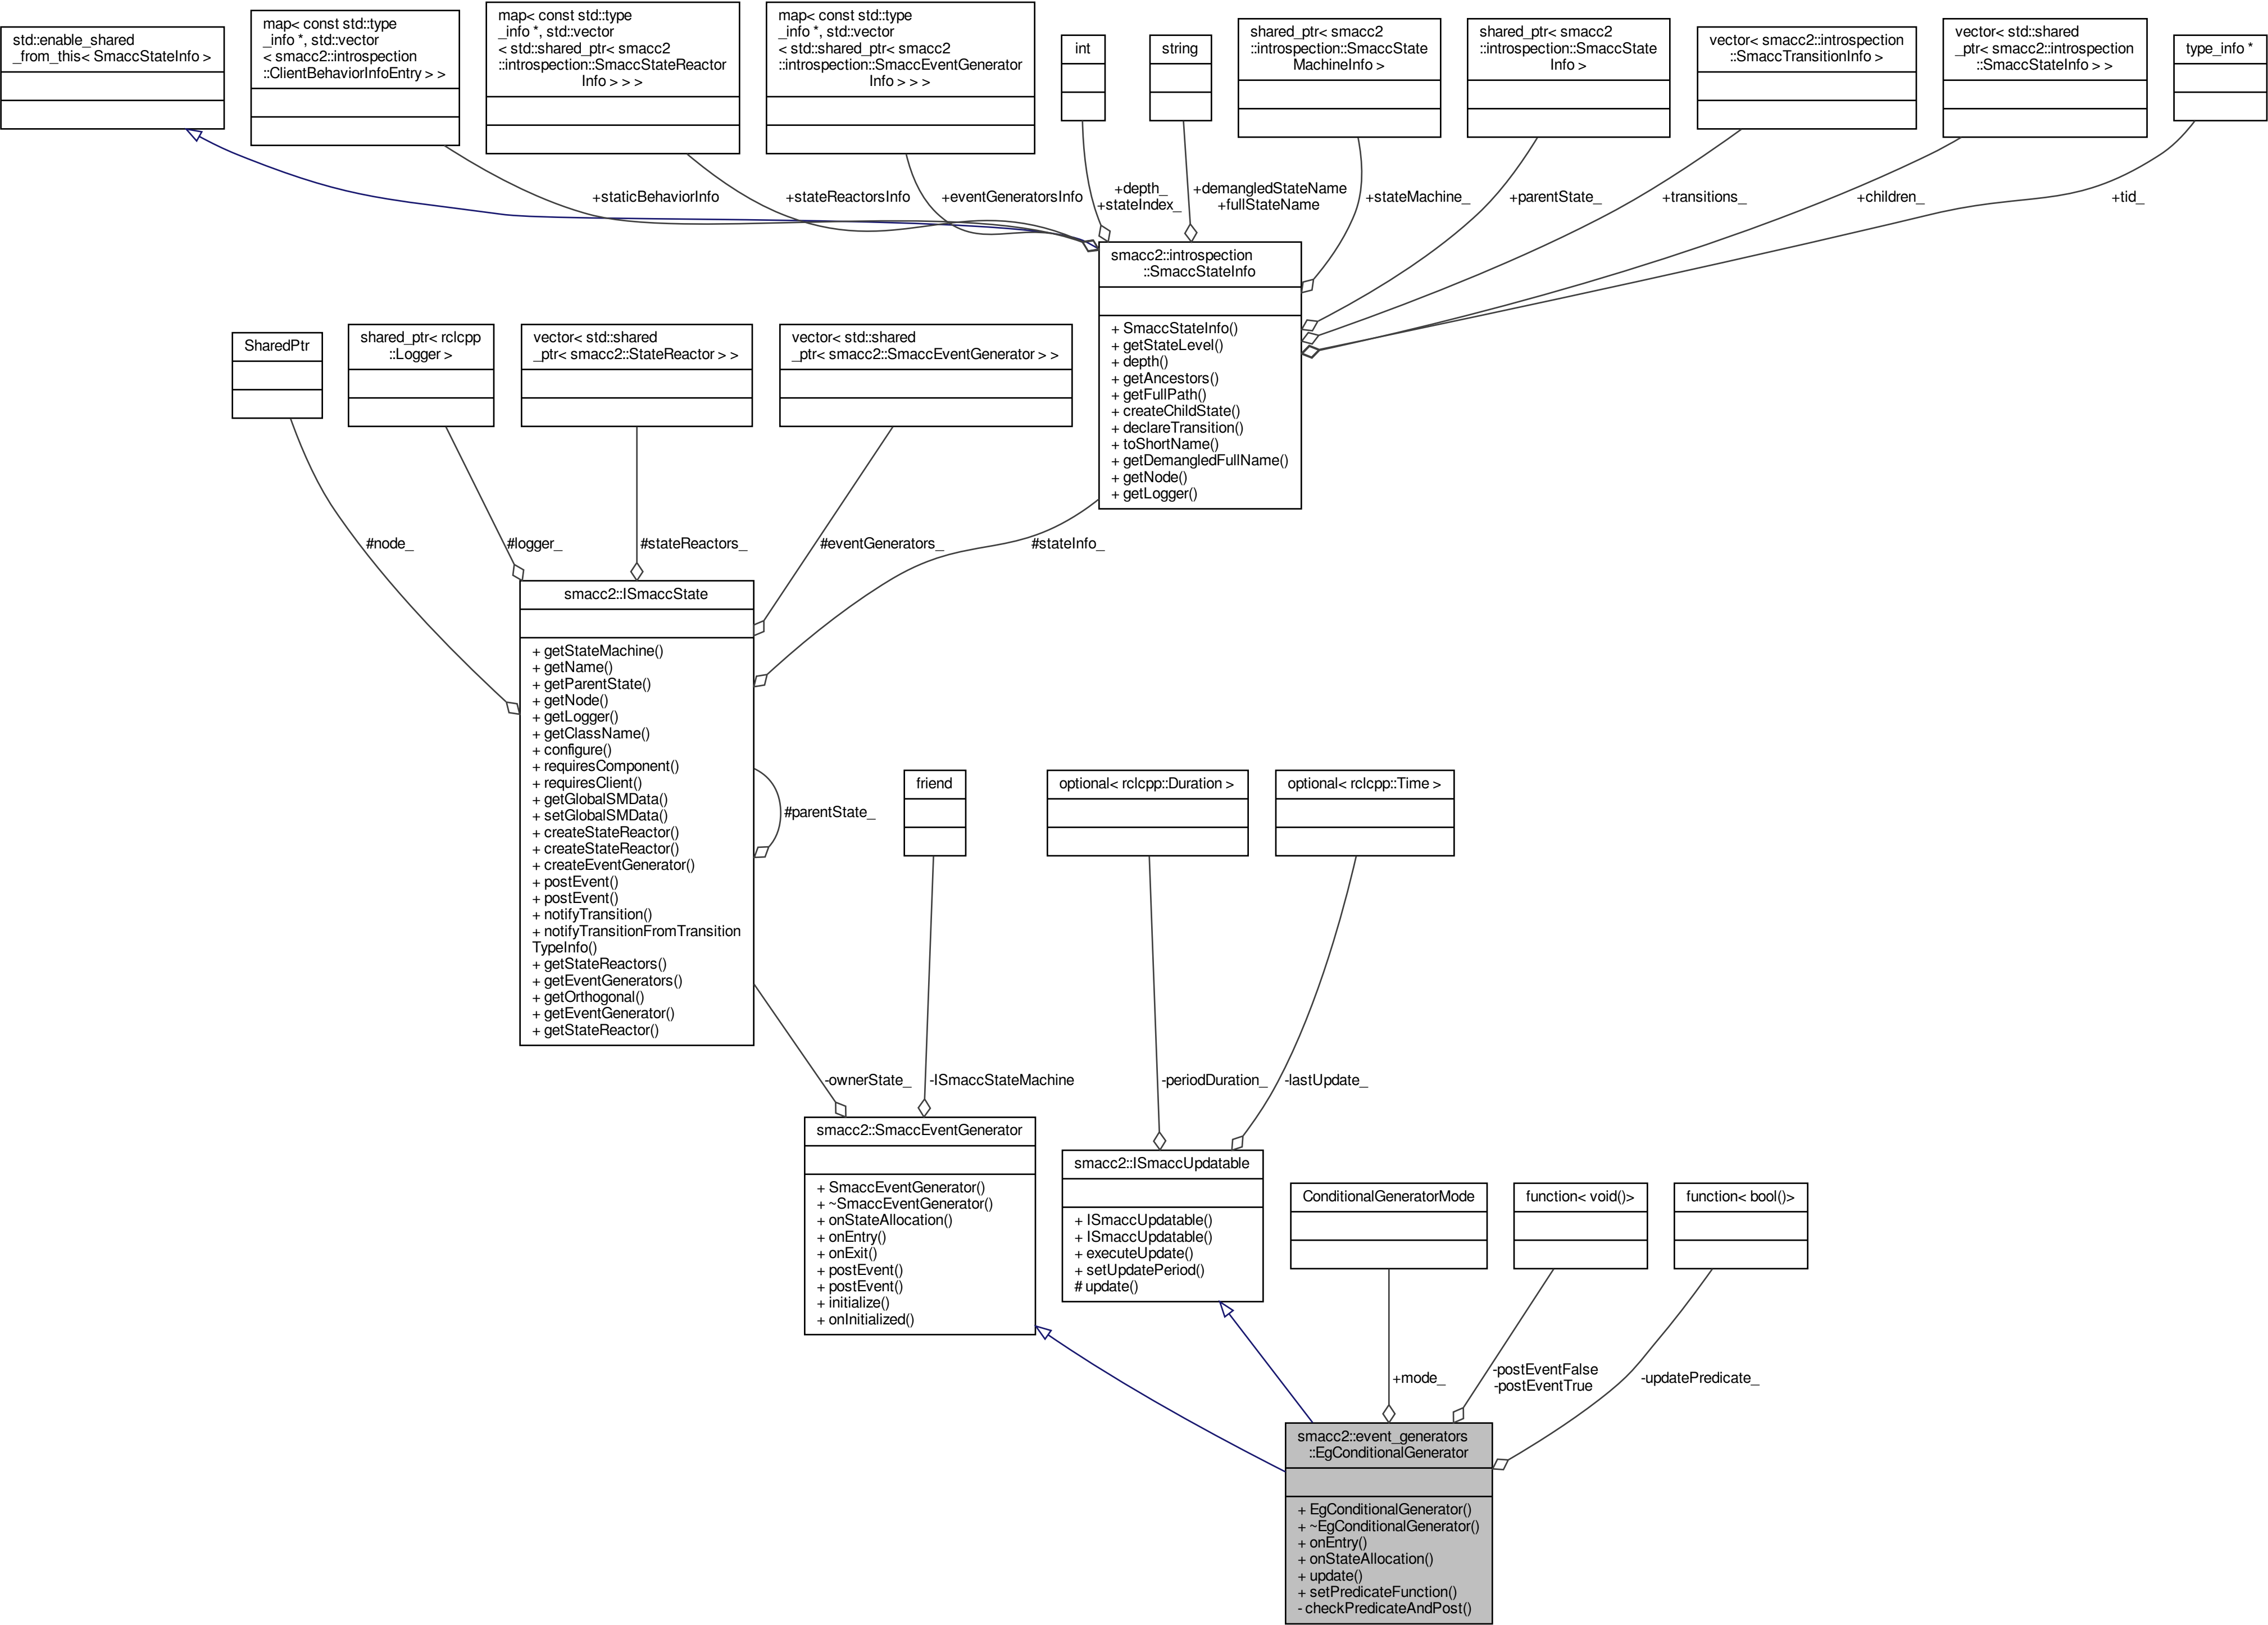 std::enable_shared
_from_this< SmaccStateInfo >
map< const std::type
_info *, std::vector
< smacc2::introspection
::ClientBehaviorInfoEntry > >
map< const std::type
_info *, std::vector
< std::shared_ptr< smacc2
::introspection::SmaccStateReactor
Info > > >
map< const std::type
_info *, std::vector
< std::shared_ptr< smacc2
::introspection::SmaccEventGenerator
Info > > >
int
string
shared_ptr< smacc2
::introspection::SmaccState
MachineInfo >
shared_ptr< smacc2
::introspection::SmaccState
Info >
vector< smacc2::introspection
::SmaccTransitionInfo >
vector< std::shared
_ptr< smacc2::introspection
::SmaccStateInfo > >
type_info *
+staticBehaviorInfo
+stateReactorsInfo
+eventGeneratorsInfo
+depth_
+stateIndex_
+demangledStateName
+fullStateName
+stateMachine_
+parentState_
+transitions_
+children_
+tid_
smacc2::introspection
::SmaccStateInfo
+ SmaccStateInfo()
+ getStateLevel()
+ depth()
+ getAncestors()
+ getFullPath()
+ createChildState()
+ declareTransition()
+ toShortName()
+ getDemangledFullName()
+ getNode()
+ getLogger()
SharedPtr
shared_ptr< rclcpp
::Logger >
vector< std::shared
_ptr< smacc2::StateReactor > >
vector< std::shared
_ptr< smacc2::SmaccEventGenerator > >
#node_
#logger_
#stateReactors_
#eventGenerators_
#stateInfo_
smacc2::ISmaccState
+ getStateMachine()
+ getName()
+ getParentState()
+ getNode()
+ getLogger()
+ getClassName()
+ configure()
+ requiresComponent()
+ requiresClient()
+ getGlobalSMData()
+ setGlobalSMData()
+ createStateReactor()
+ createStateReactor()
+ createEventGenerator()
+ postEvent()
+ postEvent()
+ notifyTransition()
+ notifyTransitionFromTransition
TypeInfo()
+ getStateReactors()
+ getEventGenerators()
+ getOrthogonal()
+ getEventGenerator()
+ getStateReactor()
#parentState_
friend
optional< rclcpp::Duration >
optional< rclcpp::Time >
-ownerState_
-ISmaccStateMachine
-periodDuration_
-lastUpdate_
smacc2::SmaccEventGenerator
+ SmaccEventGenerator()
+ ~SmaccEventGenerator()
+ onStateAllocation()
+ onEntry()
+ onExit()
+ postEvent()
+ postEvent()
+ initialize()
+ onInitialized()
smacc2::ISmaccUpdatable
+ ISmaccUpdatable()
+ ISmaccUpdatable()
+ executeUpdate()
+ setUpdatePeriod()
# update()
ConditionalGeneratorMode
function< void()>
function< bool()>
+mode_
-postEventFalse
-postEventTrue
-updatePredicate_
smacc2::event_generators
::EgConditionalGenerator
+ EgConditionalGenerator()
+ ~EgConditionalGenerator()
+ onEntry()
+ onStateAllocation()
+ update()
+ setPredicateFunction()
- checkPredicateAndPost()